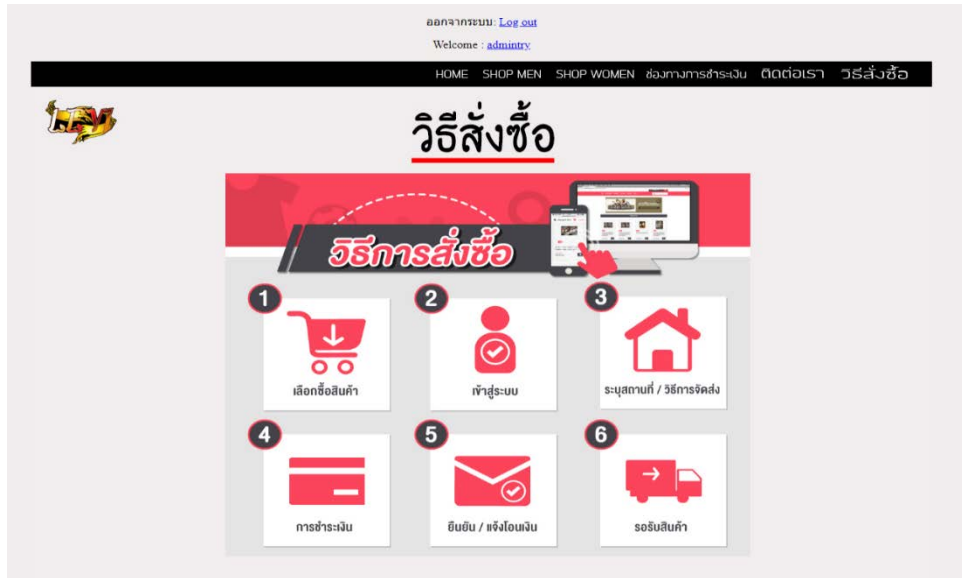 ออกจากระบบ: Log out
Welcome : admintry
HOME SHOP MEN SHOP WOMEN ช่องทางการชำระเงิน ติดต่อเรา วิธีสั่งซื้อ
วิธีสั่งซื้อ
วิธีการสั่งซื้อ
1 2 3
เลือกซื้อสินค้า เข้าสู่ระบบ ระบุสถานที่ / วิธีการจัดส่ง
4 5 6
การชำระเงิน ยืนยัน / แจ้งโอนเงิน รอรับสินค้า